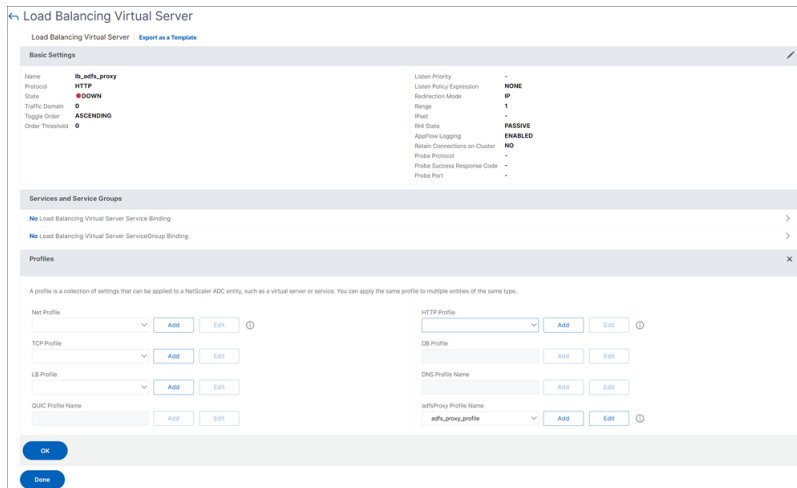 Load Balancing Virtual Server
Load Balancing Virtual Server Export as a Template
Basic Settings
Name lb_adfs_proxy
Protocol HTTP
State DOWN
Traffic Domain 0
Toggle Order ASCENDING
Order Threshold 0
Listen Priority -
Listen Policy Expression NONE
Redirection Mode IP
Range 1
IPset -
RHI State PASSIVE
AppFlow Logging ENABLED
Retain Connections on Cluster NO
Probe Protocol -
Probe Success Response Code -
Probe Port -
Services and Service Groups
No Load Balancing Virtual Server Service Binding
No Load Balancing Virtual Server ServiceGroup Binding
Profiles
A profile is a collection of settings that can be applied to a NetScaler ADC entity, such as a virtual server or service. You can apply the same profile to multiple entities of the same type.
Net Profile
Add Edit
TCP Profile
Add Edit
LB Profile
Add Edit
QUIC Profile Name
Add Edit
HTTP Profile
Add Edit
DB Profile
Add Edit
DNS Profile Name
Add Edit
adfsProxy Profile Name
adfs_proxy_profile Add Edit
OK
Done